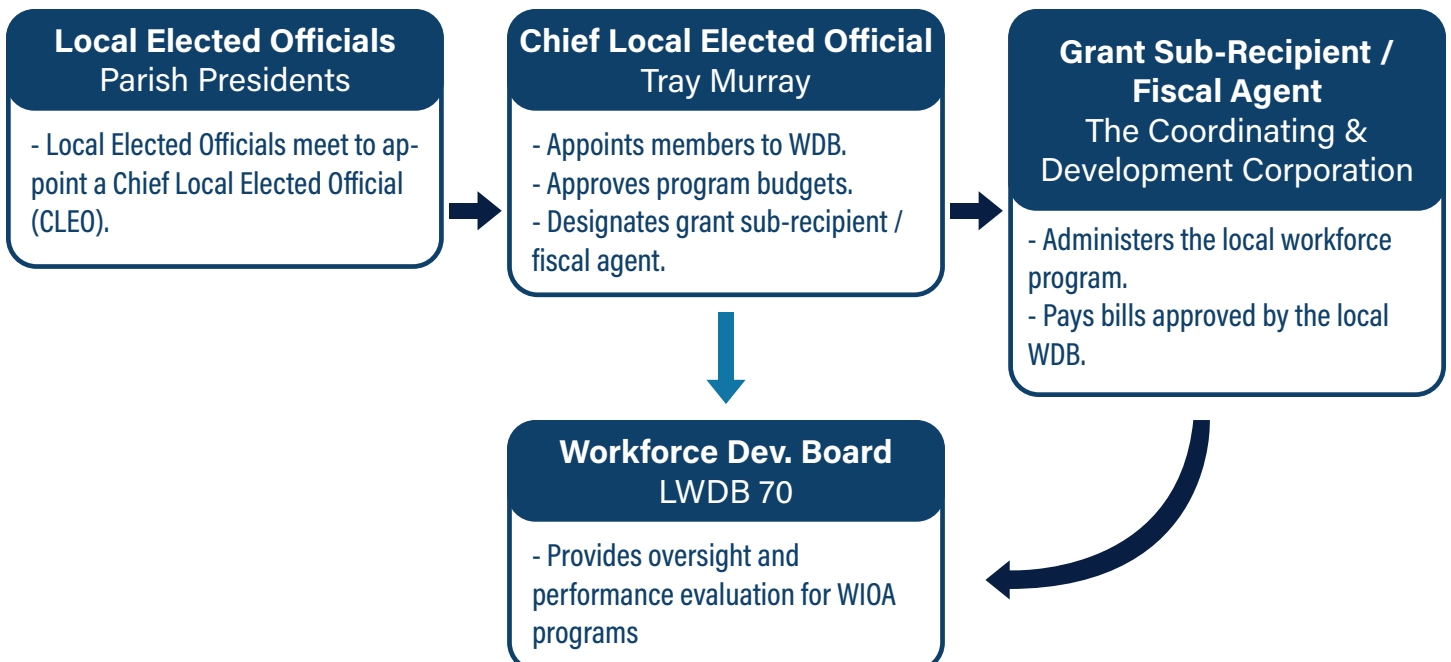 Local Elected Officials
Parish Presidents
- Local Elected Officials meet to ap-
point a Chief Local Elected Official
(CLEO).
Chief Local Elected Official
Tray Murray
- Appoints members to WDB.
- Approves program budgets.
- Designates grant sub-recipient /
fiscal agent.
Grant Sub-Recipient /
Fiscal Agent
The Coordinating &
Development Corporation
- Administers the local workforce
program.
- Pays bills approved by the local
WDB.
Workforce Dev. Board
LWDB 70
- Provides oversight and
performance evaluation for WIOA
programs